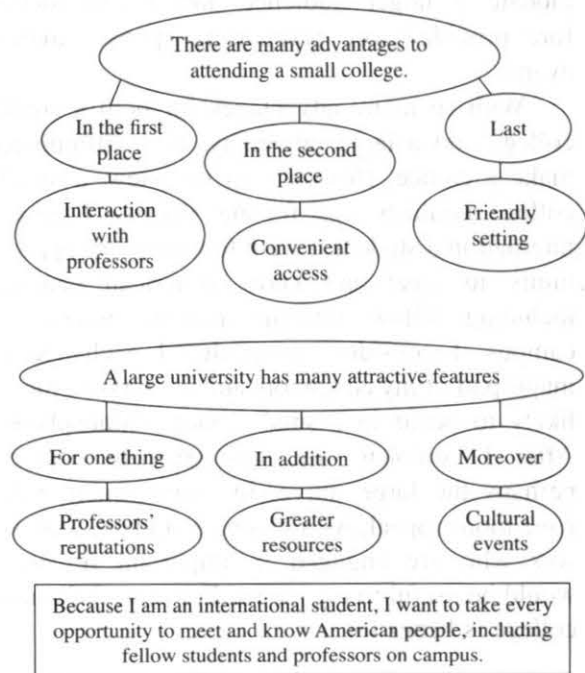 There are many advantages to
attending a small college.
In the first
place
In the second
place
Last
Interaction
with
professors
Convenient
access
Friendly
setting
A large university has many attractive features
For one thing
In addition
Moreover
Professors'
reputations
Greater
resources
Cultural
events
Because I am an international student, I want to take every
opportunity to meet and know American people, including
fellow students and professors on campus.